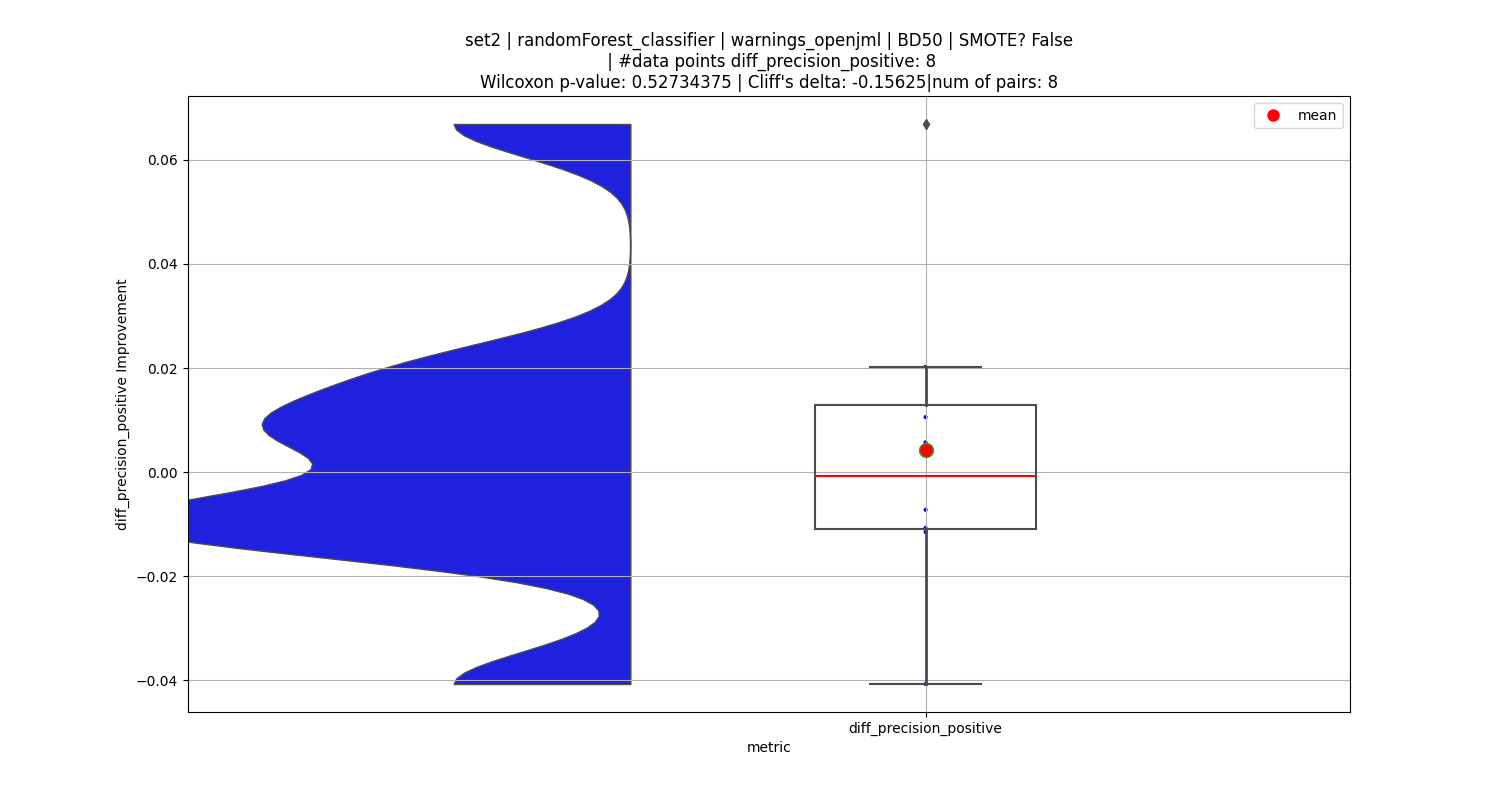 set2 | randomForest_classifier | warnings_openjml | BD50 | SMOTE? False
| #data points diff_precision_positive: 8
Wilcoxon p-value: 0.52734375 | Cliff's delta: -0.15625|num of pairs: 8
mean
0.06
0.04
0.02
0.00
−0.02
−0.04
diff_precision_positive Improvement
diff_precision_positive
metric